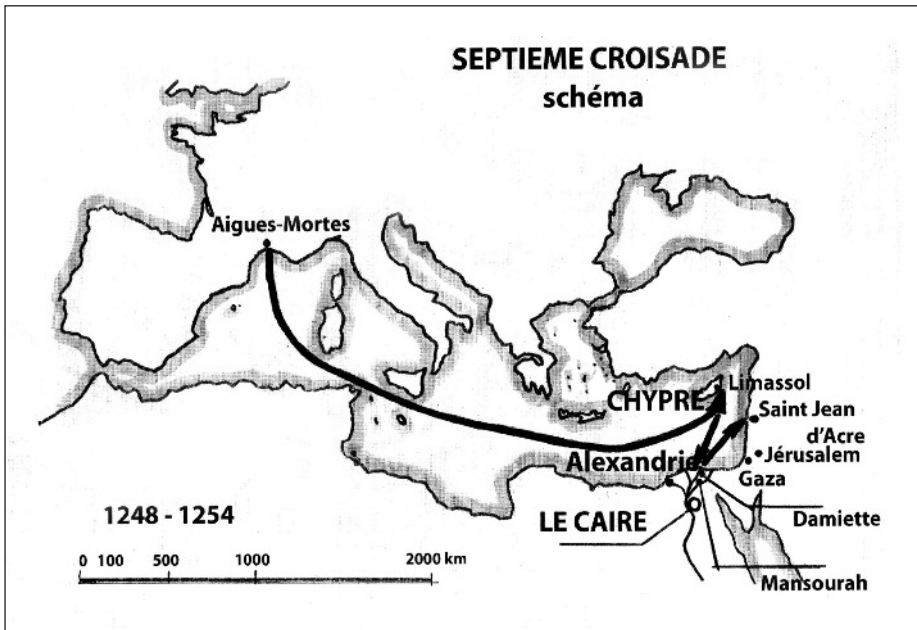 SEPTIEME CROISADE
schéma
Aigues-Mortes
Limassol
CHYPRE
Saint Jean
d'Acre
Alexandrie
Jérusalem
Gaza
1248 - 1254
LE CAIRE
Damiette
0 100 500 1000 2000 km
Mansourah